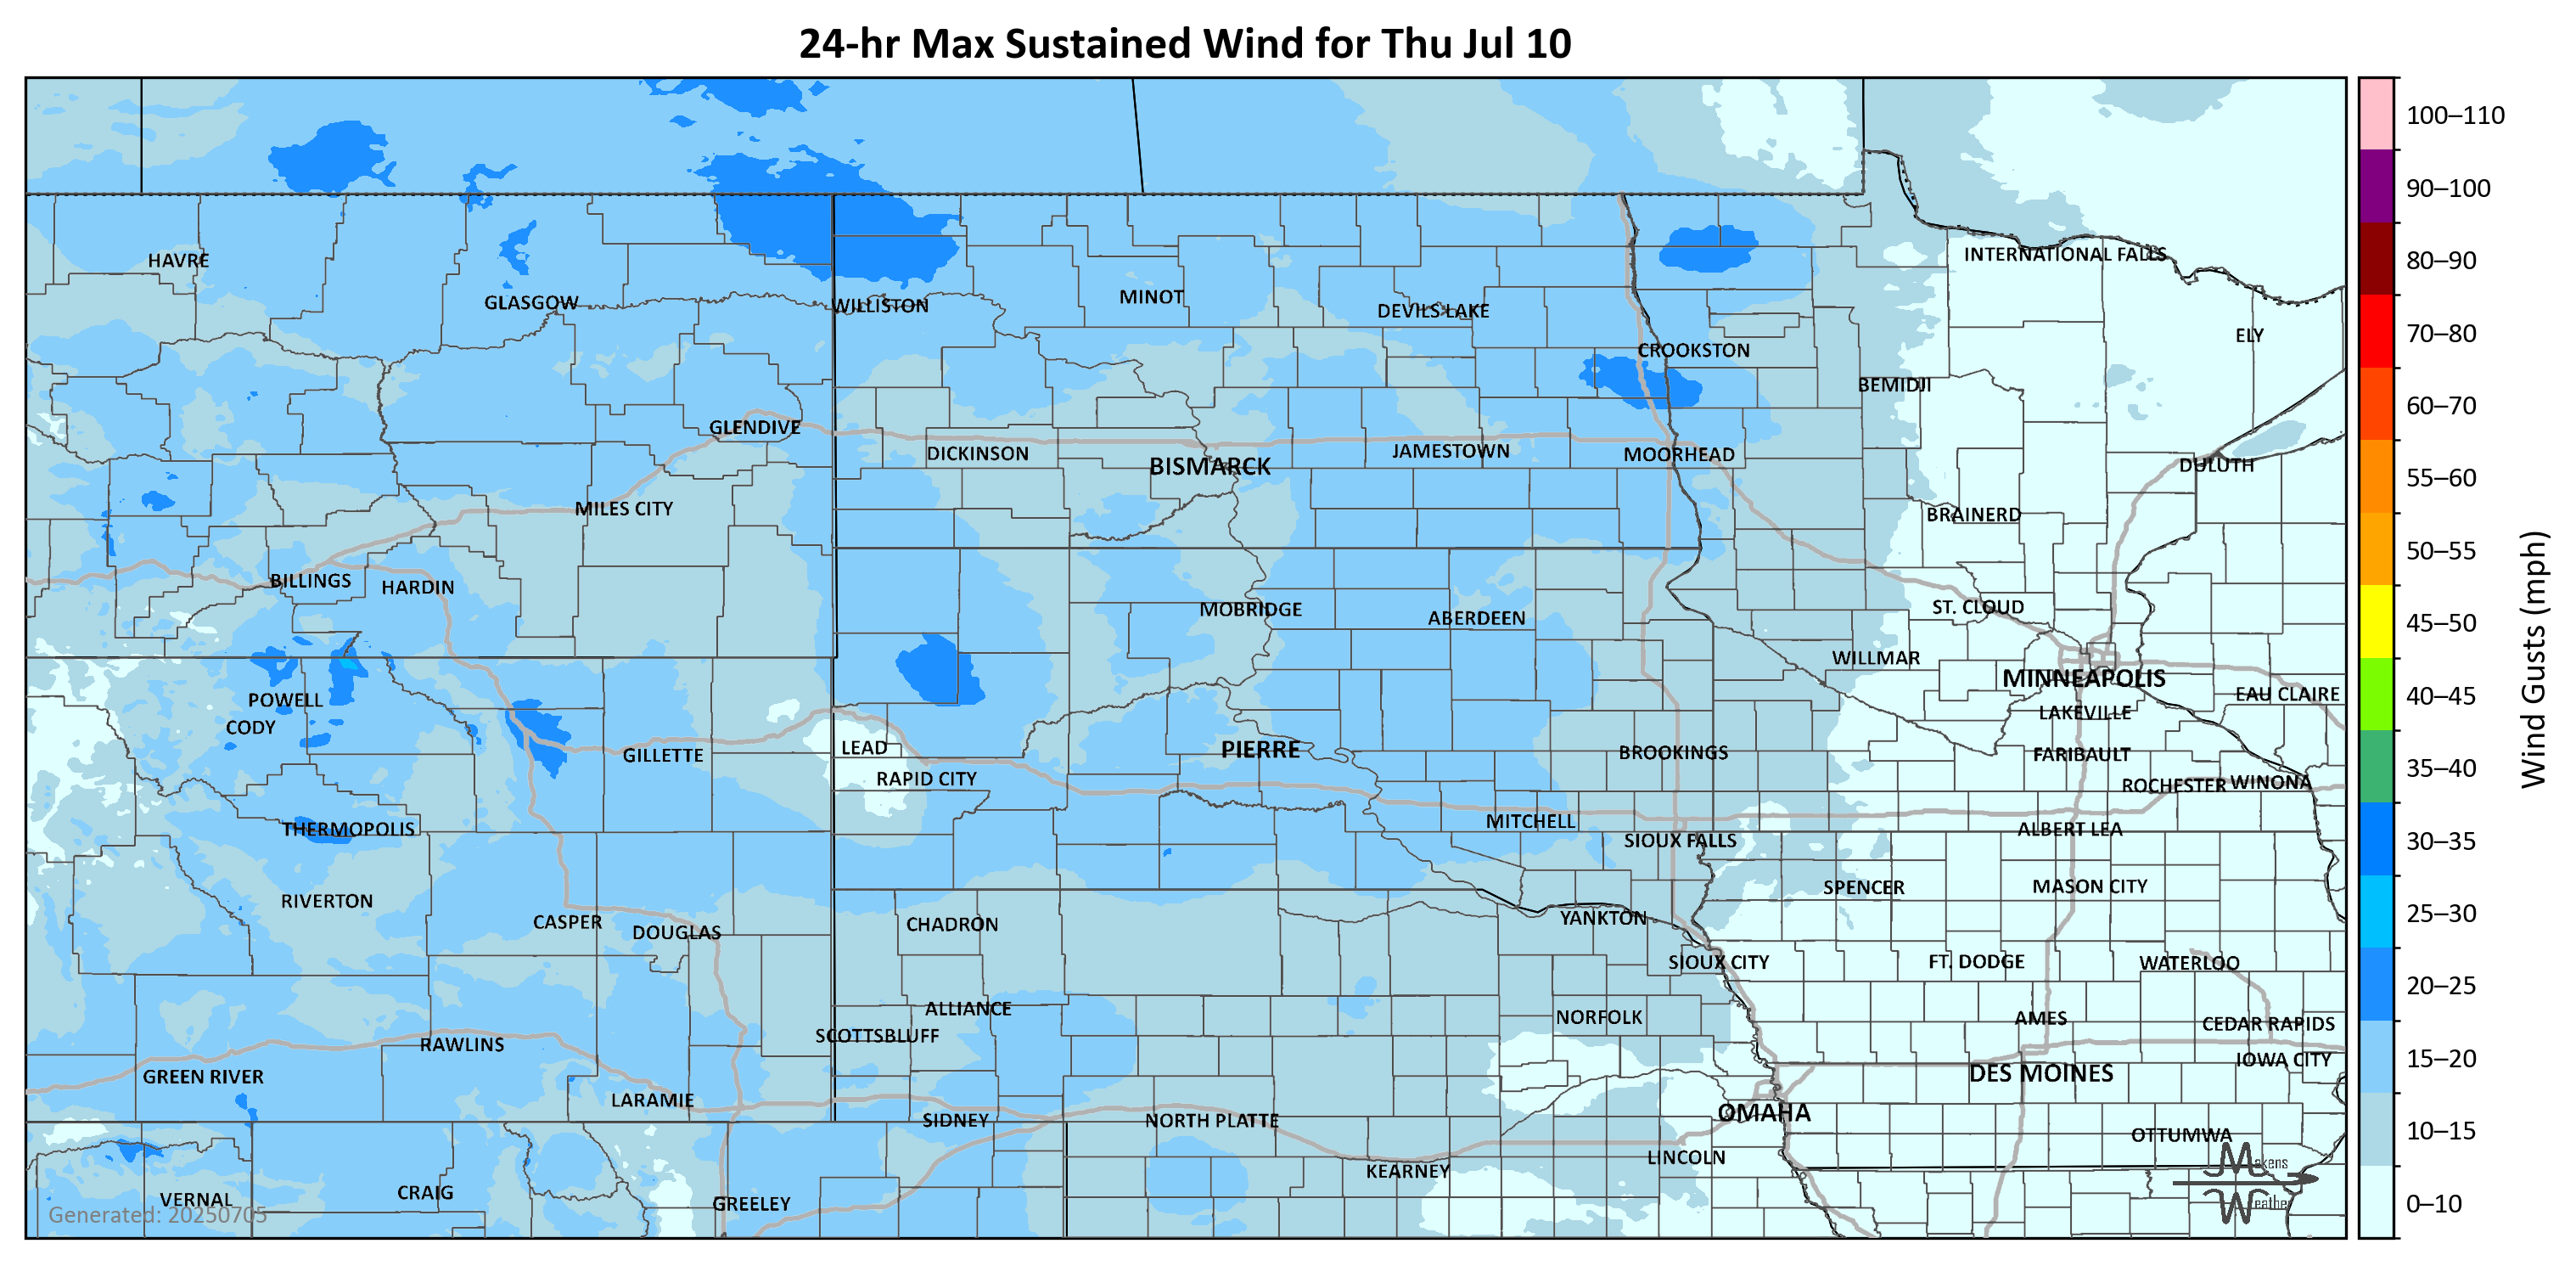 24-hr Max Sustained Wind for Thu Jul 10
100–110
90–100
80–90
70–80
60–70
55–60
50–55
45–50
40–45
35–40
30–35
25–30
20–25
15–20
10–15
0–10
Wind Gusts (mph)
HAVRE
GLASGOW
WILLISTON
MINOT
DEVILS LAKE
INTERNATIONAL FALLS
CROOKSTON
ELY
BEMIDJI
GLENDIVE
DICKINSON
BISMARCK
JAMESTOWN
MOORHEAD
DULUTH
MILES CITY
BRAINERD
BILLINGS
HARDIN
MOBRIDGE
ABERDEEN
ST. CLOUD
WILLMAR
MINNEAPOLIS
POWELL
EAU CLAIRE
CODY
LAKEVILLE
GILLETTE
LEAD
PIERRE
BROOKINGS
FARIBAULT
RAPID CITY
ROCHESTER
WINONA
THERMOPOLIS
MITCHELL
ALBERT LEA
SIOUX FALLS
RIVERTON
SPENCER
MASON CITY
CASPER
DOUGLAS
CHADRON
YANKTON
SIOUX CITY
FT. DODGE
WATERLOO
ALLIANCE
NORFOLK
AMES
CEDAR RAPIDS
SCOTTSBLUFF
RAWLINS
IOWA CITY
GREEN RIVER
DES MOINES
LARAMIE
SIDNEY
NORTH PLATTE
OMAHA
OTTUMWA
LINCOLN
KEARNEY
VERNAL
CRAIG
GREELEY
Generated: 20250705
Makens
Weather